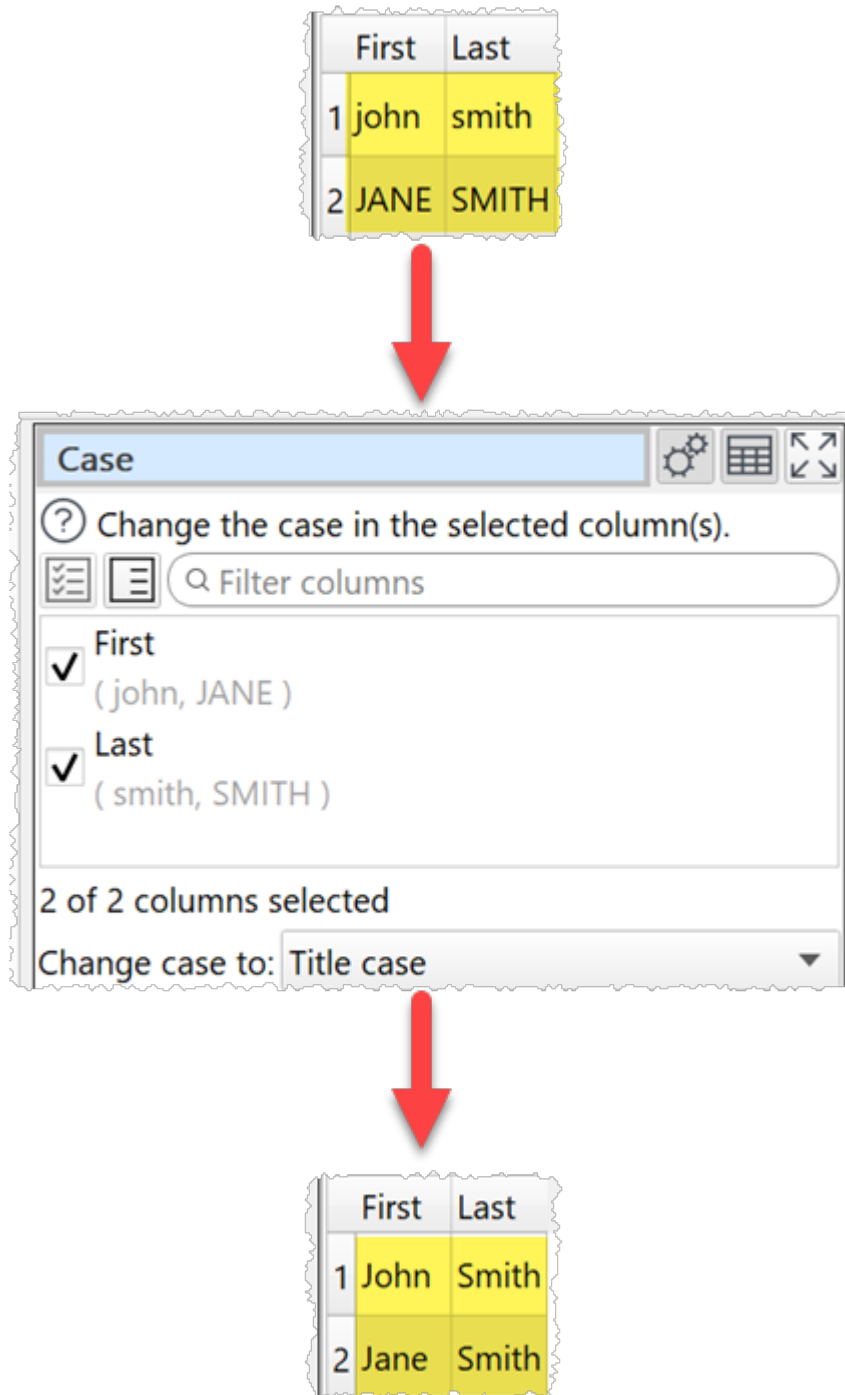 First Last
1 john smith
2 JANE SMITH
Case
? Change the case in the selected column(s).
Filter columns
First
( john, JANE )
Last
( smith, SMITH )
2 of 2 columns selected
Change case to: Title case
First Last
1 John Smith
2 Jane Smith